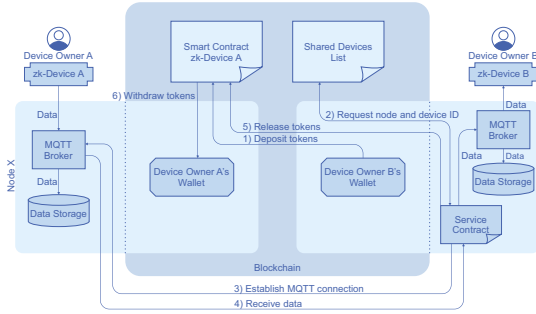 Device Owner A
zk-Device A
Smart Contract
zk-Device A
Shared Devices
List
Device Owner B
zk-Device B
6) Withdraw tokens
Data
Data
2) Request node and device ID
5) Release tokens
1) Deposit tokens
MQTT
Broker
MQTT
Broker
Node X
Data
Data
Data
Device Owner A's
Wallet
Device Owner B's
Wallet
Data Storage
Data Storage
Service
Contract
Blockchain
3) Establish MQTT connection
4) Receive data